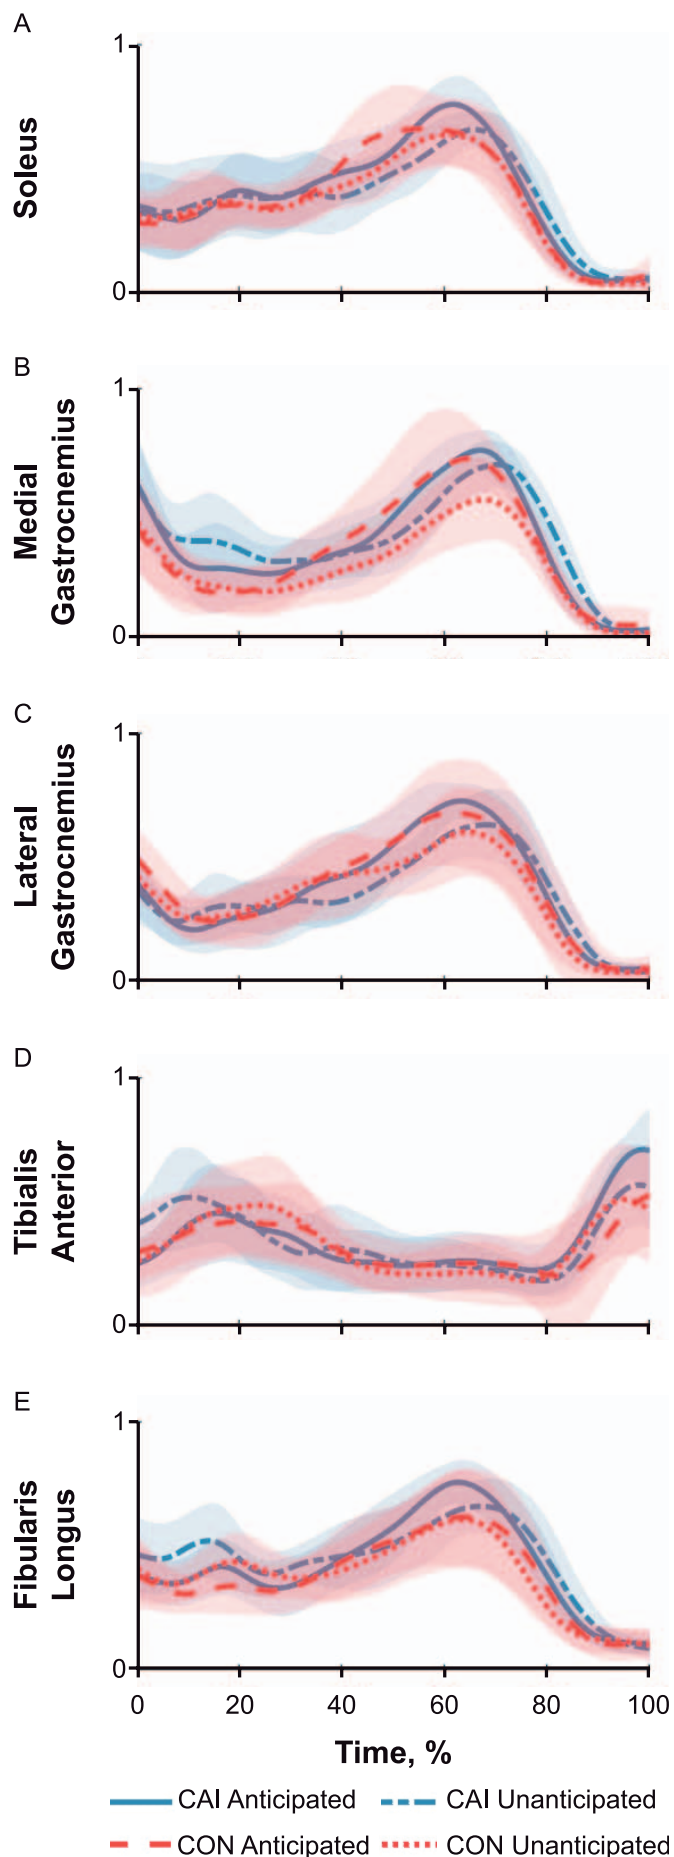 A
1
Soleus
0
B
1
Medial
Gastrocnemius
0
C
1
Lateral
Gastrocnemius
0
D
1
Tibialis
Anterior
0
E
1
Fibularis
Longus
0
0 20 40 60 80 100
Time, %
CAI Anticipated CAI Unanticipated
CON Anticipated CON Unanticipated